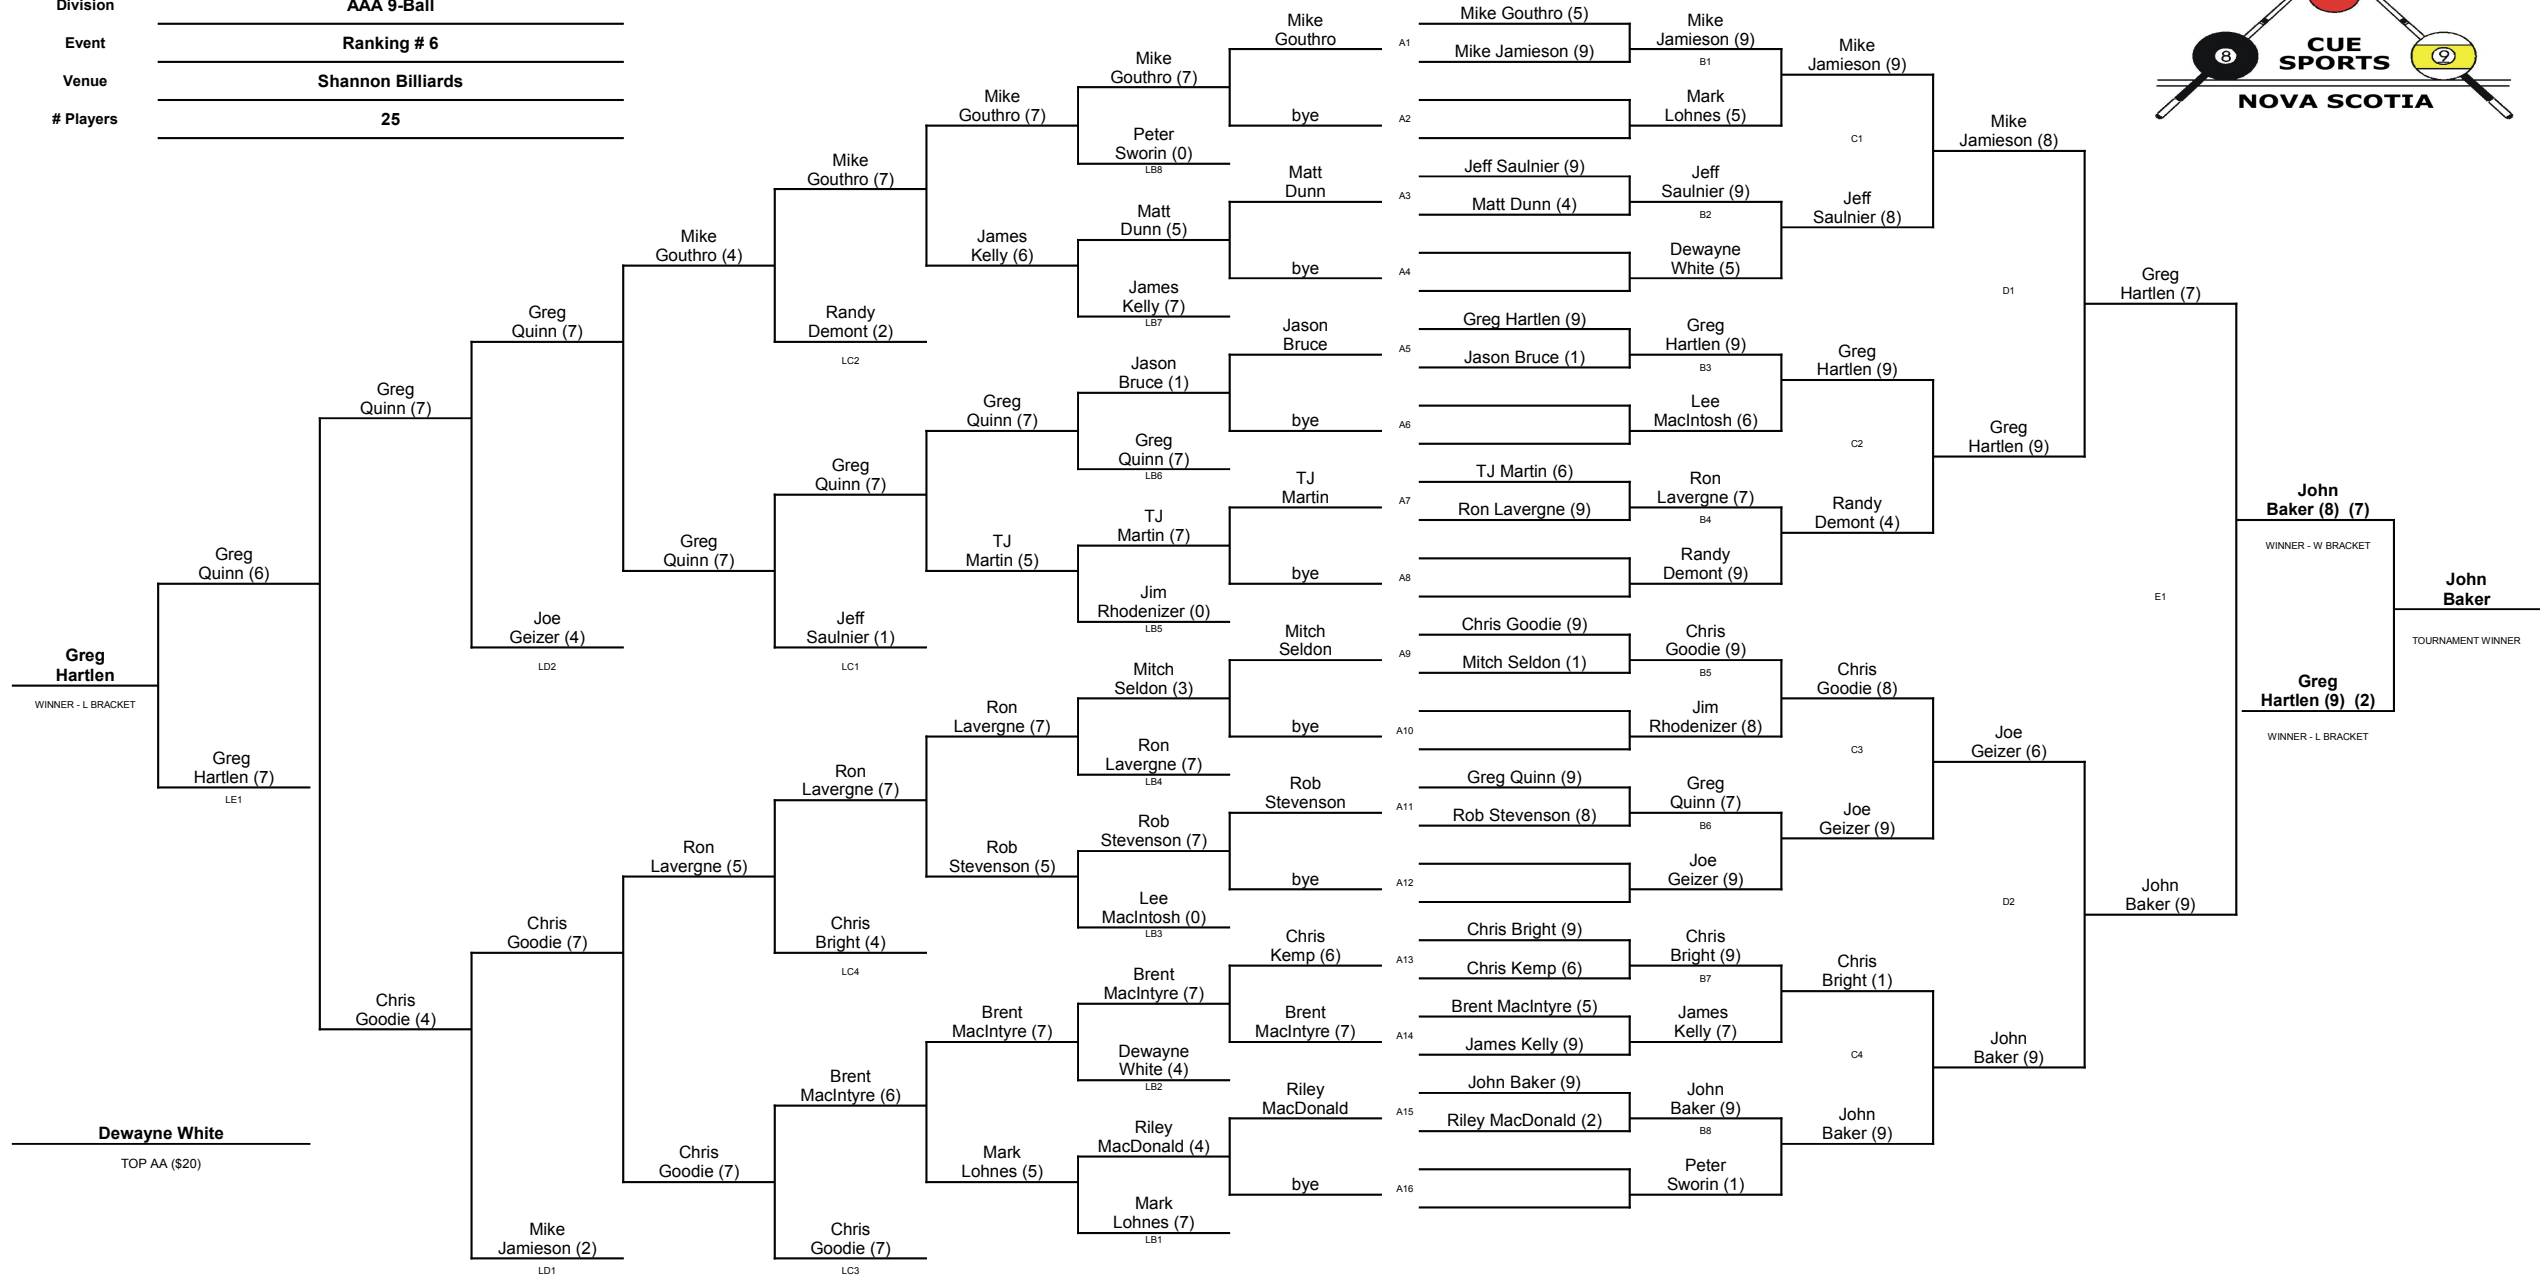 Division
AAA 9-Ball
Event
Ranking # 6
Venue
Shannon Billiards
# Players
25
8
9
CUE
SPORTS
NOVA SCOTIA
Greg
Hartlen
WINNER - L BRACKET
Dewayne White
TOP AA ($20)
Greg
Quinn (6)
Greg
Hartlen (7)
LE1
Greg
Quinn (7)
Chris
Goodie (4)
Greg
Quinn (7)
Joe
Geizer (4)
LD2
Chris
Goodie (7)
Mike
Jamieson (2)
LD1
Mike
Gouthro (4)
Greg
Quinn (7)
Ron
Lavergne (5)
Chris
Goodie (7)
Mike
Gouthro (7)
Randy
Demont (2)
LC2
Greg
Quinn (7)
Jeff
Saulnier (1)
LC1
Ron
Lavergne (7)
Chris
Bright (4)
LC4
Brent
MacIntyre (6)
Chris
Goodie (7)
LC3
Mike
Gouthro (7)
James
Kelly (6)
Greg
Quinn (7)
TJ
Martin (5)
Ron
Lavergne (7)
Rob
Stevenson (5)
Brent
MacIntyre (7)
Mark
Lohnes (5)
Mike
Gouthro (7)
Peter
Sworin (0)
LB8
Matt
Dunn (5)
James
Kelly (7)
LB7
Jason
Bruce (1)
Greg
Quinn (7)
LB6
TJ
Martin (7)
Jim
Rhodenizer (0)
LB5
Mitch
Seldon (3)
Ron
Lavergne (7)
LB4
Rob
Stevenson (7)
Lee
MacIntosh (0)
LB3
Brent
MacIntyre (7)
Dewayne
White (4)
LB2
Riley
MacDonald (4)
Mark
Lohnes (7)
LB1
Mike
Gouthro
bye
Matt
Dunn
bye
Jason
Bruce
bye
TJ
Martin
bye
Mitch
Seldon
bye
Rob
Stevenson
bye
Chris
Kemp (6)
Brent
MacIntyre (7)
Riley
MacDonald
bye
A1
A2
A3
A4
A5
A6
A7
A8
A9
A10
A11
A12
A13
A14
A15
A16
Mike Gouthro (5)
Mike Jamieson (9)
Jeff Saulnier (9)
Matt Dunn (4)
Greg Hartlen (9)
Jason Bruce (1)
TJ Martin (6)
Ron Lavergne (9)
Chris Goodie (9)
Mitch Seldon (1)
Greg Quinn (9)
Rob Stevenson (8)
Chris Bright (9)
Chris Kemp (6)
Brent MacIntyre (5)
James Kelly (9)
John Baker (9)
Riley MacDonald (2)
Mike
Jamieson (9)
B1
Mark
Lohnes (5)
Jeff
Saulnier (9)
B2
Dewayne
White (5)
Greg
Hartlen (9)
B3
Lee
MacIntosh (6)
Ron
Lavergne (7)
B4
Randy
Demont (9)
Chris
Goodie (9)
B5
Jim
Rhodenizer (8)
Greg
Quinn (7)
B6
Joe
Geizer (9)
Chris
Bright (9)
B7
James
Kelly (7)
John
Baker (9)
B8
Peter
Sworin (1)
Mike
Jamieson (9)
C1
Jeff
Saulnier (8)
Greg
Hartlen (9)
C2
Randy
Demont (4)
Chris
Goodie (8)
C3
Joe
Geizer (9)
Chris
Bright (1)
C4
John
Baker (9)
Mike
Jamieson (8)
D1
Greg
Hartlen (9)
Joe
Geizer (6)
D2
John
Baker (9)
Greg
Hartlen (7)
E1
John
Baker (9)
John
Baker (8) (7)
WINNER - W BRACKET
Greg
Hartlen (9) (2)
WINNER - L BRACKET
John
Baker
TOURNAMENT WINNER